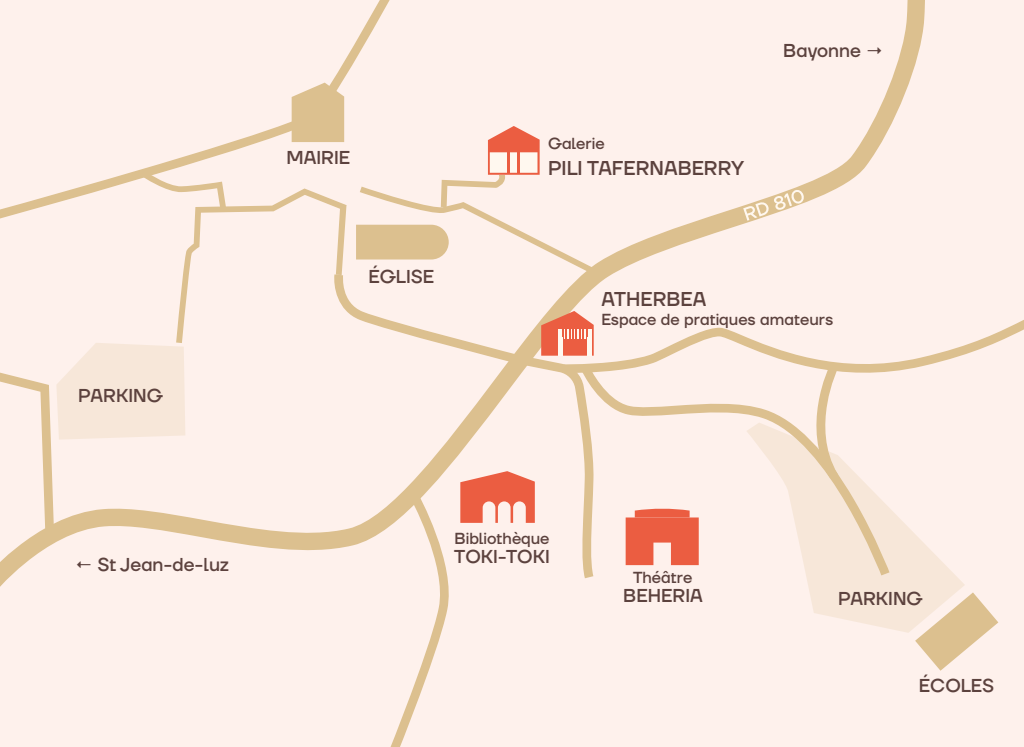 Bayonne →
Galerie
PILI TAFERNABERRY
MAIRIE
RD 810
ÉGLISE
ATHERBEA
Espace de pratiques amateurs
PARKING
Bibliothèque
TOKI-TOKI
← St Jean-de-luz
Théâtre
BEHERIA
PARKING
ÉCOLES